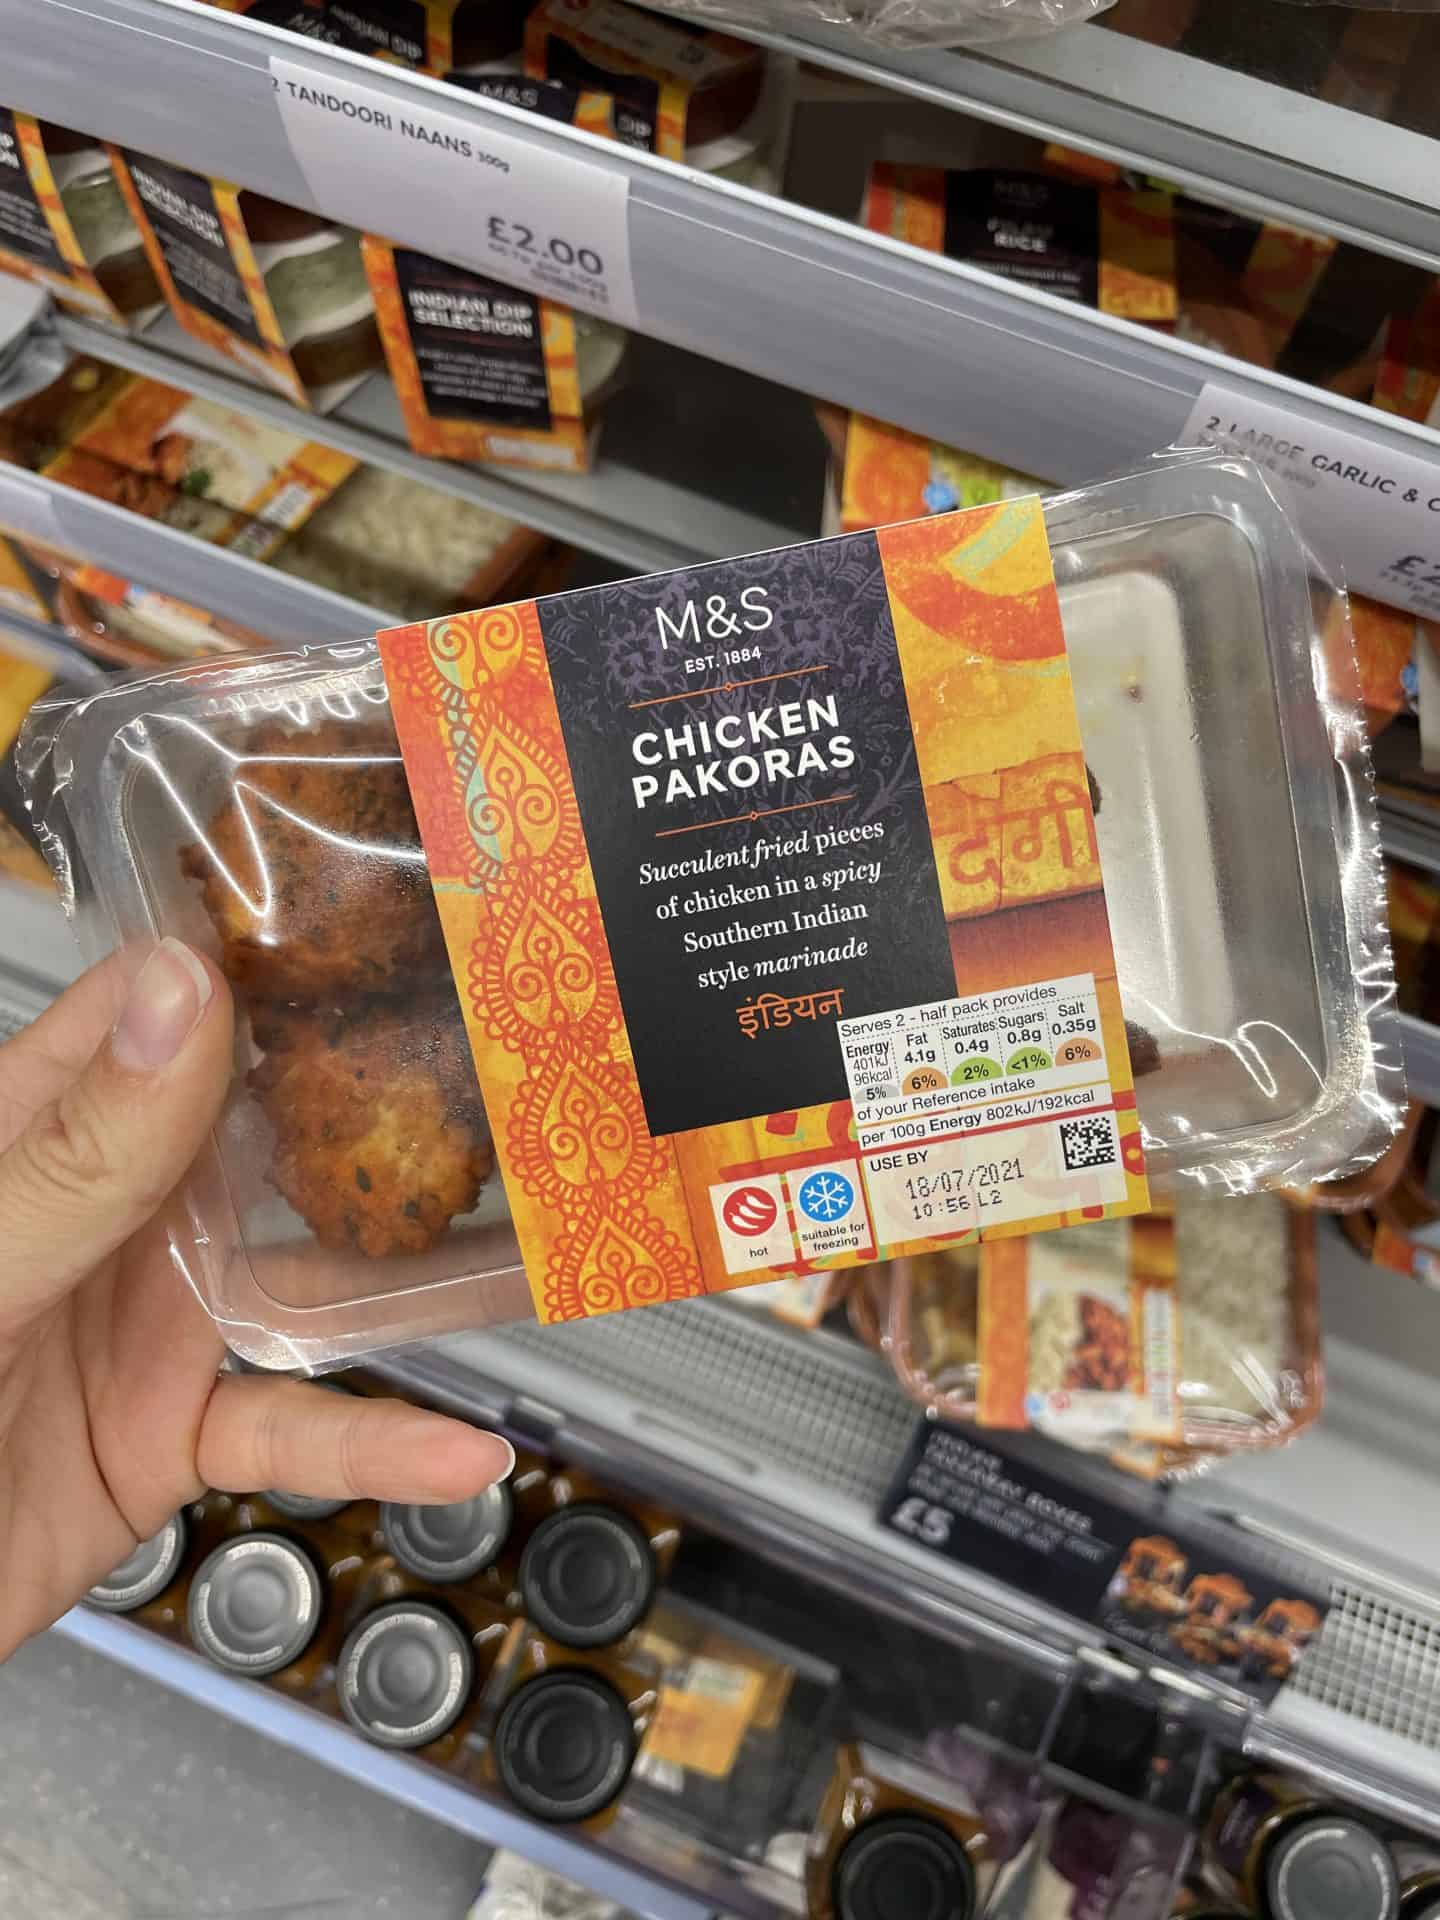 2 TANDOORI NAANS 300g
£2.00
M&S
INDIAN DIP
SELECTION
INDIAN DIP
SELECTION
M&S
RICE
2 LARGE GARLIC &
M&S
EST. 1884
CHICKEN
PAKORAS
Succulent fried pieces
of chicken in a spicy
Southern Indian
style marinade
इंडियन
Serves 2 - half pack provides
Energy Fat Saturates Sugars Salt
401kJ 4.1g 0.4g 0.8g 0.35g
96kcal
5% 6% 2% <1% 6%
of your Reference intake
per 100g Energy 802kJ/192kcal
USE BY
18/07/2021
10:56 L2
hot
suitable for
freezing
£5